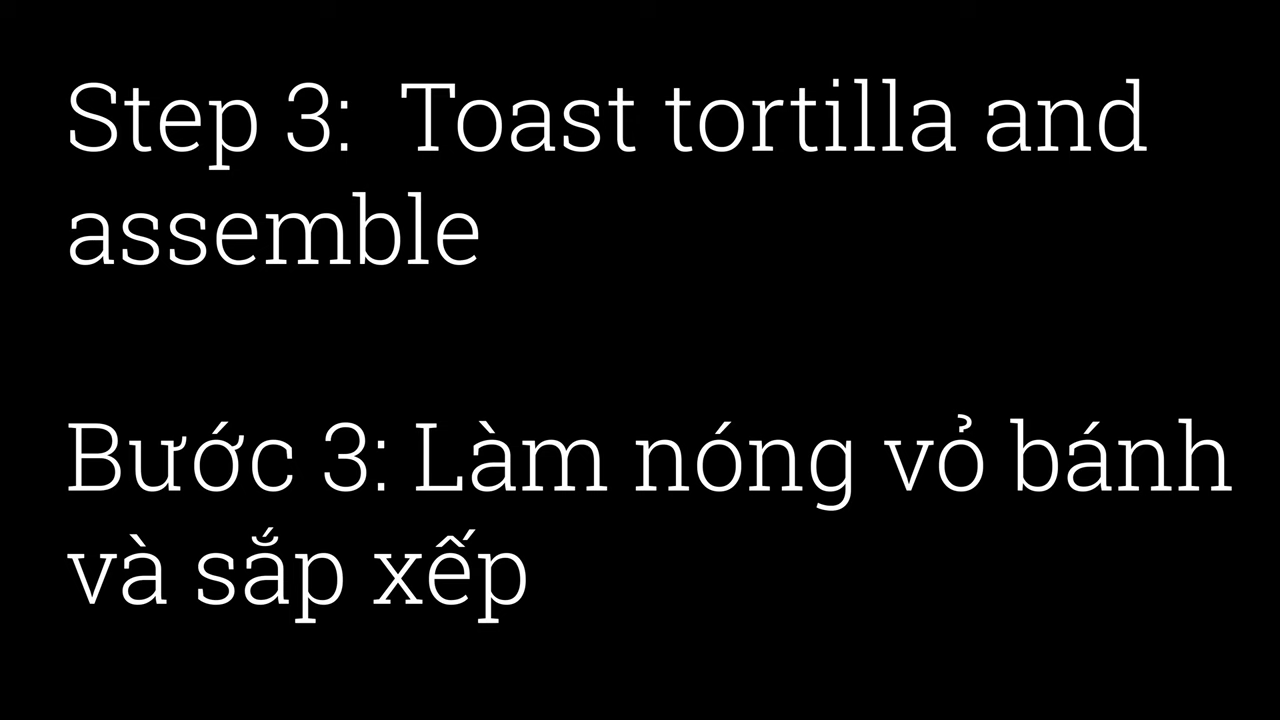 Step 3:  Toast tortilla and
assemble
Bước 3: Làm nóng vỏ bánh
và sắp xếp